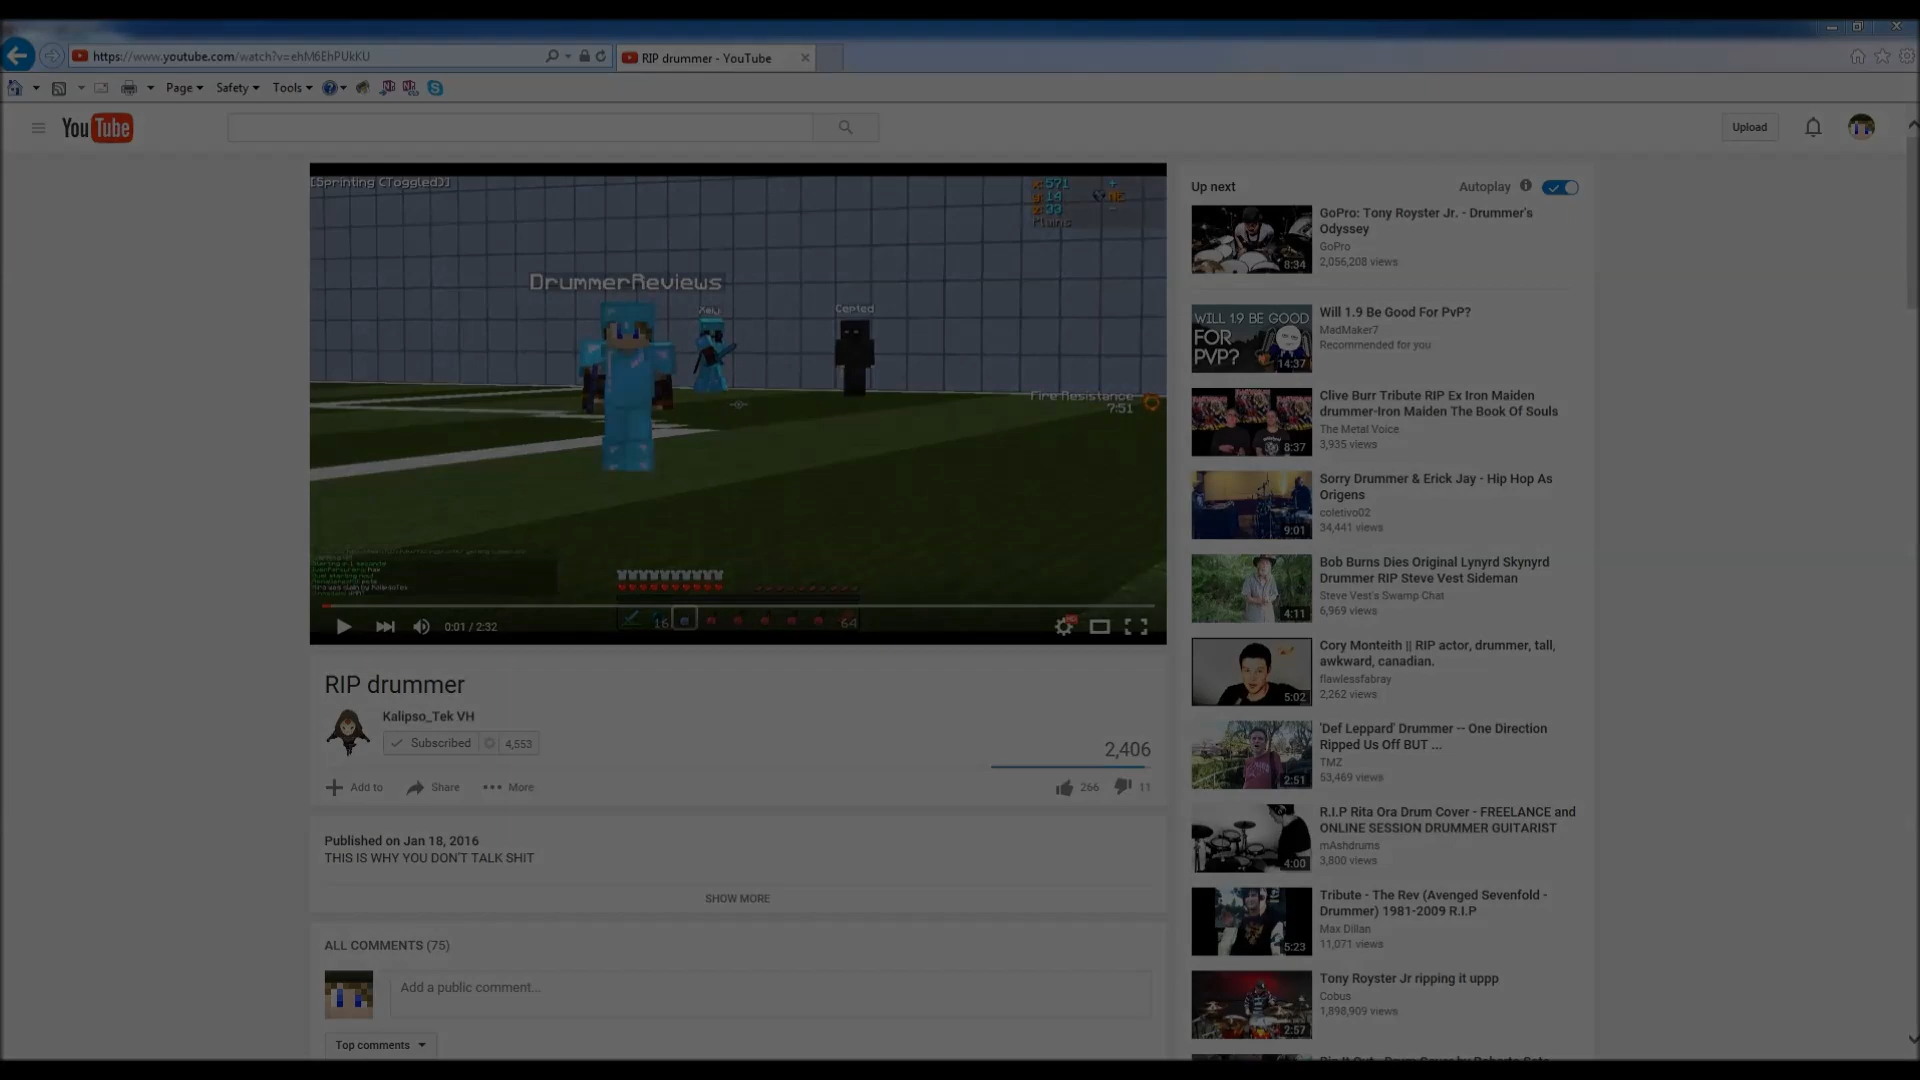 https://www.youtube.com/watch?v=ehM6EhPUkKU
RIP drummer - YouTube
Page
Safety
Tools
YouTube
Upload
[Sprinting (Toggled)]
x:571
y:14
z:33
NE
Plains
DrummerReviews
Xeiy
Cepted
Fire Resistance
7:51
16
64
0:01 / 2:32
HD
RIP drummer
Kalipso_Tek VH
Subscribed
4,553
2,406
Add to
Share
More
266
11
Published on Jan 18, 2016
THIS IS WHY YOU DON'T TALK SHIT
SHOW MORE
ALL COMMENTS (75)
Add a public comment...
Top comments
Up next
Autoplay
8:34
GoPro: Tony Royster Jr. - Drummer's
Odyssey
GoPro
2,056,208 views
WILL 1.9 BE GOOD
FOR
PVP?
14:37
Will 1.9 Be Good For PvP?
MadMaker7
Recommended for you
8:37
Clive Burr Tribute RIP Ex Iron Maiden
drummer-Iron Maiden The Book Of Souls
The Metal Voice
3,935 views
9:01
Sorry Drummer & Erick Jay - Hip Hop As
Origens
coletivo02
34,441 views
4:11
Bob Burns Dies Original Lynyrd Skynyrd
Drummer RIP Steve Vest Sideman
Steve Vest's Swamp Chat
6,969 views
5:02
Cory Monteith || RIP actor, drummer, tall,
awkward, canadian.
flawlessfabray
2,262 views
2:51
'Def Leppard' Drummer -- One Direction
Ripped Us Off BUT ...
TMZ
53,469 views
4:00
R.I.P Rita Ora Drum Cover - FREELANCE and
ONLINE SESSION DRUMMER GUITARIST
mAshdrums
3,800 views
5:23
Tribute - The Rev (Avenged Sevenfold -
Drummer) 1981-2009 R.I.P
Max Dillan
11,071 views
2:57
Tony Royster Jr ripping it uppp
Cobus
1,898,909 views